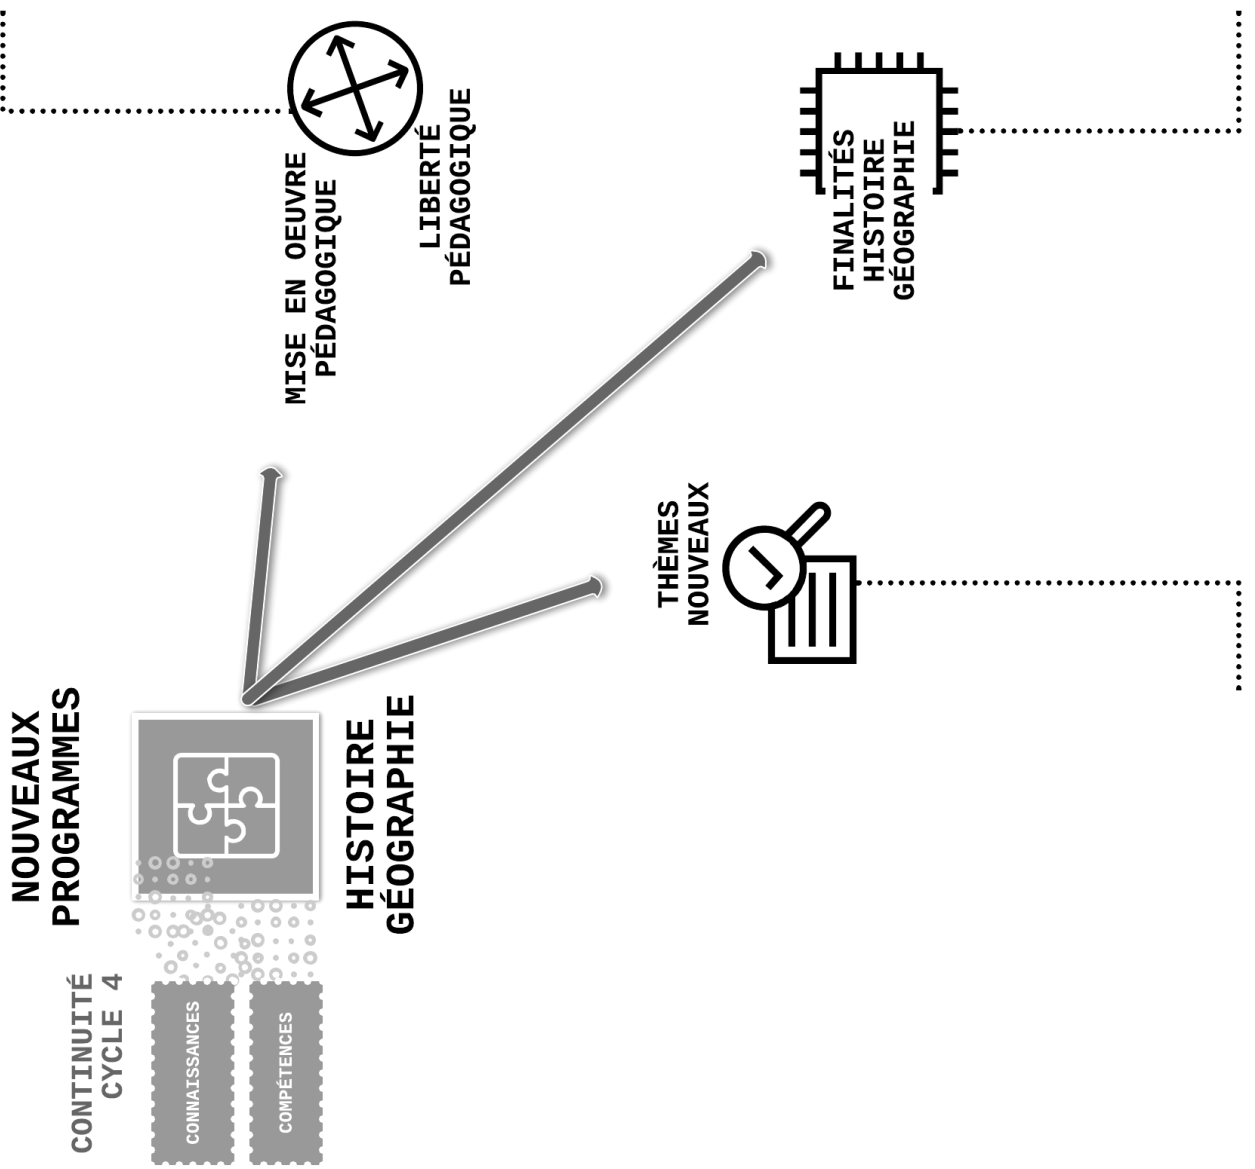 CONTINUITÉ
CYCLE 4
CONNAISSANCES
COMPÉTENCES
NOUVEAUX
PROGRAMMES
HISTOIRE
GÉOGRAPHIE
MISE EN OEUVRE
PÉDAGOGIQUE
LIBERTÉ
PÉDAGOGIQUE
THÈMES
NOUVEAUX
FINALITÉS
HISTOIRE
GÉOGRAPHIE